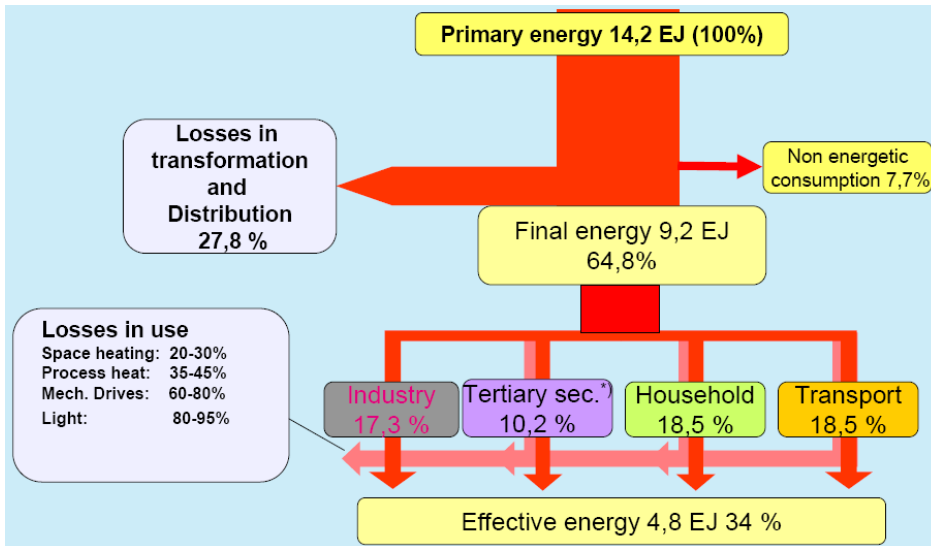 Primary energy 14,2 EJ (100%)
Losses in
transformation
and
Distribution
27,8 %
Non energetic
consumption 7,7%
Final energy 9,2 EJ
64,8%
Losses in use
Space heating: 20-30%
Process heat: 35-45%
Mech. Drives: 60-80%
Light: 80-95%
Industry
17,3 %
Tertiary sec.*)
10,2 %
Household
18,5 %
Transport
18,5 %
Effective energy 4,8 EJ 34 %